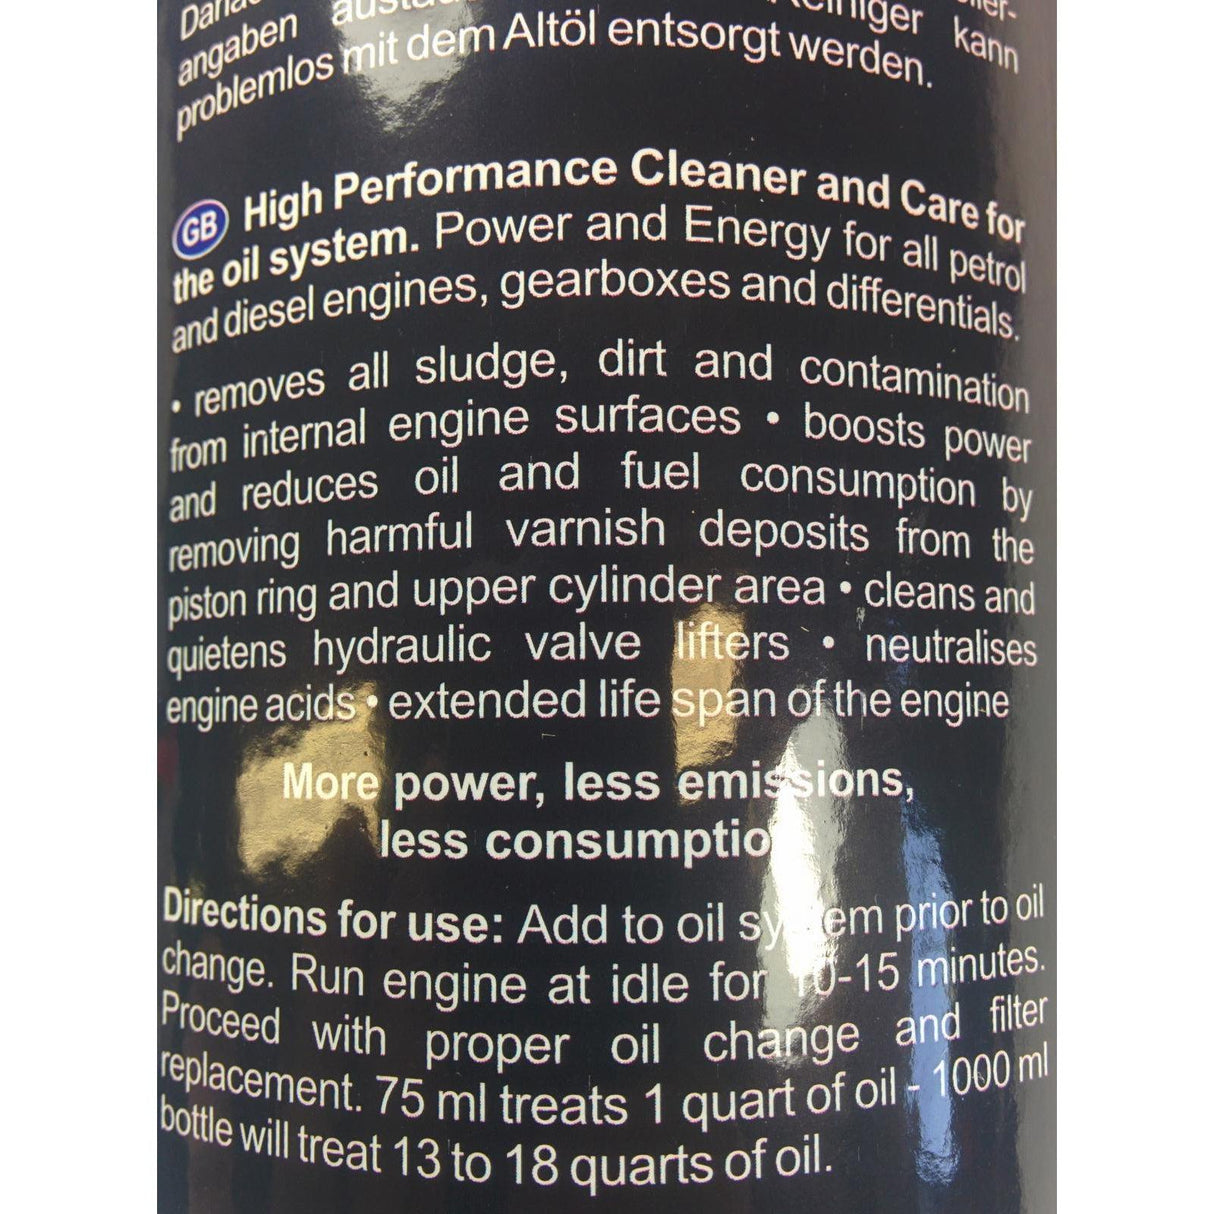 angaben
Reiniger kann
problemlos mit dem Altöl entsorgt werden.
GB High Performance Cleaner and Care for
the oil system. Power and Energy for all petrol
and diesel engines, gearboxes and differentials.
• removes all sludge, dirt and contamination
from internal engine surfaces • boosts power
and reduces oil and fuel consumption by
removing harmful varnish deposits from the
piston ring and upper cylinder area • cleans and
quietens hydraulic valve lifters • neutralises
engine acids • extended life span of the engine
More power, less emissions,
less consumptio
Directions for use: Add to oil system prior to oil
change. Run engine at idle for 10-15 minutes.
Proceed with proper oil change and filter
replacement. 75 ml treats 1 quart of oil - 1000 ml
bottle will treat 13 to 18 quarts of oil.